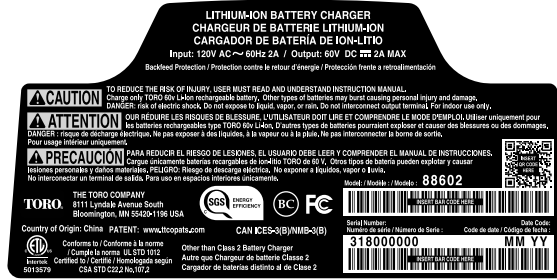 LITHIUM-ION BATTERY CHARGER
CHARGEUR DE BATTERIE LITHIUM-ION
CARGADOR DE BATERÍA DE ION-LITIO
Input: 120V AC~ 60Hz 2A / Output: 60V DC ⎓ 2A MAX
Backfeed Protection / Protection contre le retour d'énergie / Protección frente a retroalimentación
CAUTION
TO REDUCE THE RISK OF INJURY, USER MUST READ AND UNDERSTAND INSTRUCTION MANUAL.
Charge only TORO 60v Li-Ion rechargeable battery, Other types of batteries may burst causing personal injury and damage,
DANGER: risk of electric shock, Do not expose to liquid, vapor, or rain, Do not interconnect output terminal. For indoor use only.
ATTENTION
OUR RÉDUIRE LES RISQUES DE BLESSURE, L'UTILISATEUR DOIT LIRE ET COMPRENDRE LE MODE D'EMPLOI. Utiliser uniquement pour
les batteries rechargeables type TORO 60V Li-Ion, D'autres types de batteries pourraient exploser et causer des blessures ou des dommages.
DANGER : risque de décharge électrique, Ne pas exposer à des liquides, à la vapeur ou à la pluie, Ne pas interconnecter la borne de sortie,
Pour usage intérieur uniquement.
PRECAUCIÓN
PARA REDUCIR EL RIESGO DE LESIONES, EL USUARIO DEBE LEER Y COMPRENDER EL MANUAL DE INSTRUCCIONES.
Cargue únicamente baterías recargables de ion-litio TORO de 60 V, Otros tipos de batería pueden explotar y causar
lesiones personales y daños materiales, PELIGRO: Riesgo de descarga eléctrica, No exponer a líquidos, vapor o lluvia,
No interconectar un terminal de salida. Para uso en espacios interiores únicamente.
INSERT
QR CODE
HERE
Model: / Modèle: / Modelo : 88602
INSERT BAR CODE HERE
TORO.
THE TORO COMPANY
8111 Lyndale Avenue South
Bloomington, MN 55420-1196 USA
SGS
ENERGY
EFFICIENCY
BC
FC
Country of Origin: China PATENT: www.ttcopats.com
CAN ICES-3(B)/NMB-3(B)
Serial Number: Date Code:
Numéro de série / Número de Serie : Code de date / Código de fecha :
318000000 MM YY
INSERT BAR CODE HERE
ETL
Intertek
5013579
Conforms to / Conforme à la norme
/ Cumple la norma UL STD 1012
Certified to / Certifié / Homologada según
CSA STD C22,2 No,107,2
Other than Class 2 Battery Charger
Autre que Chargeur de batterie Classe 2
Cargador de baterías distinto al de Clase 2